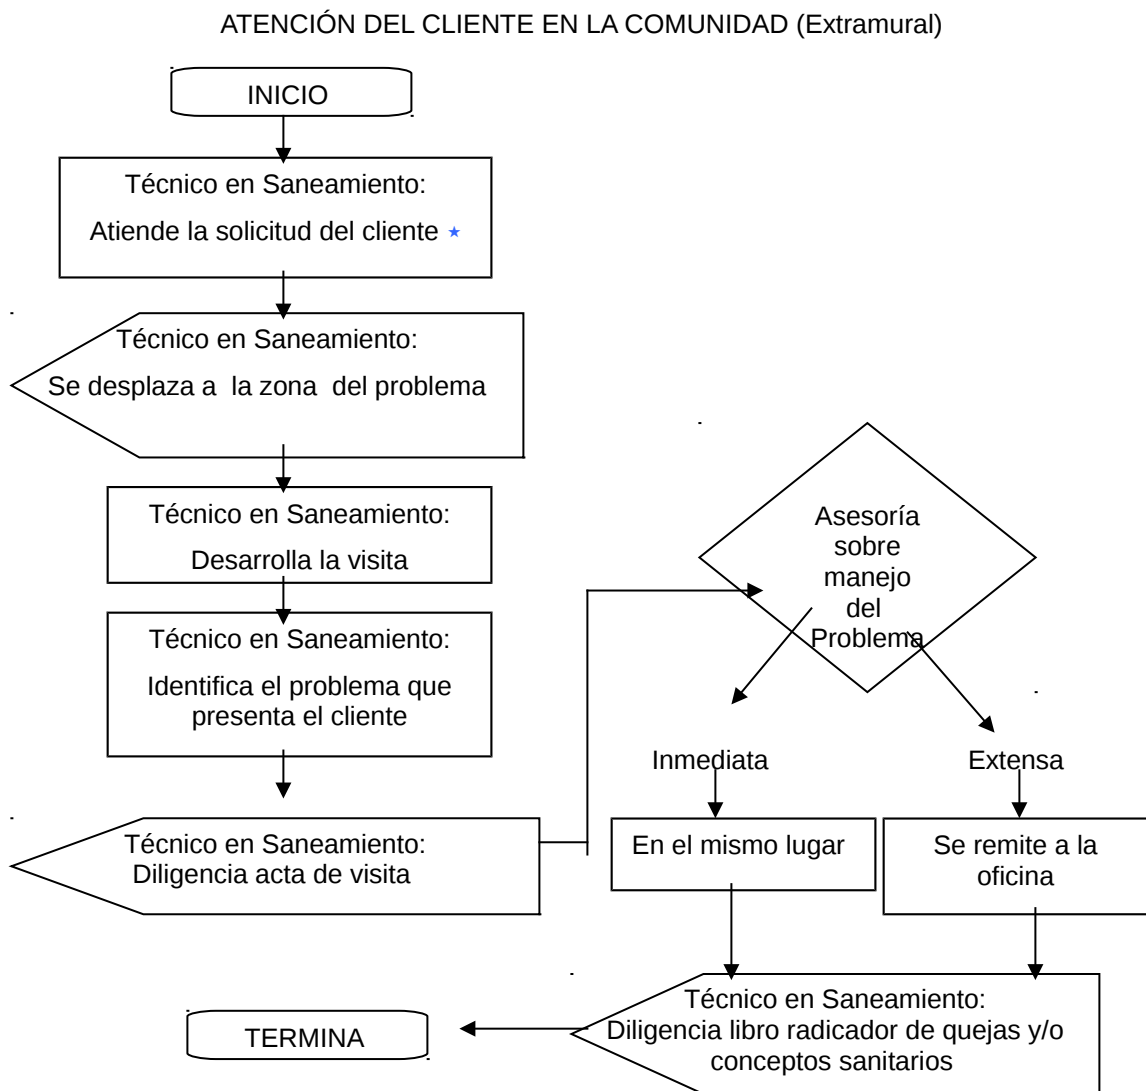 ATENCIÓN DEL CLIENTE EN LA COMUNIDAD (Extramural)
INICIO
Técnico en Saneamiento:
Atiende la solicitud del cliente ★
Técnico en Saneamiento:
Se desplaza a la zona del problema
Técnico en Saneamiento:
Desarrolla la visita
Técnico en Saneamiento:
Identifica el problema que
presenta el cliente
Técnico en Saneamiento:
Diligencia acta de visita
Asesoría
sobre
manejo
del
Problema
Inmediata
Extensa
En el mismo lugar
Se remite a la
oficina
Técnico en Saneamiento:
Diligencia libro radicador de quejas y/o
conceptos sanitarios
TERMINA